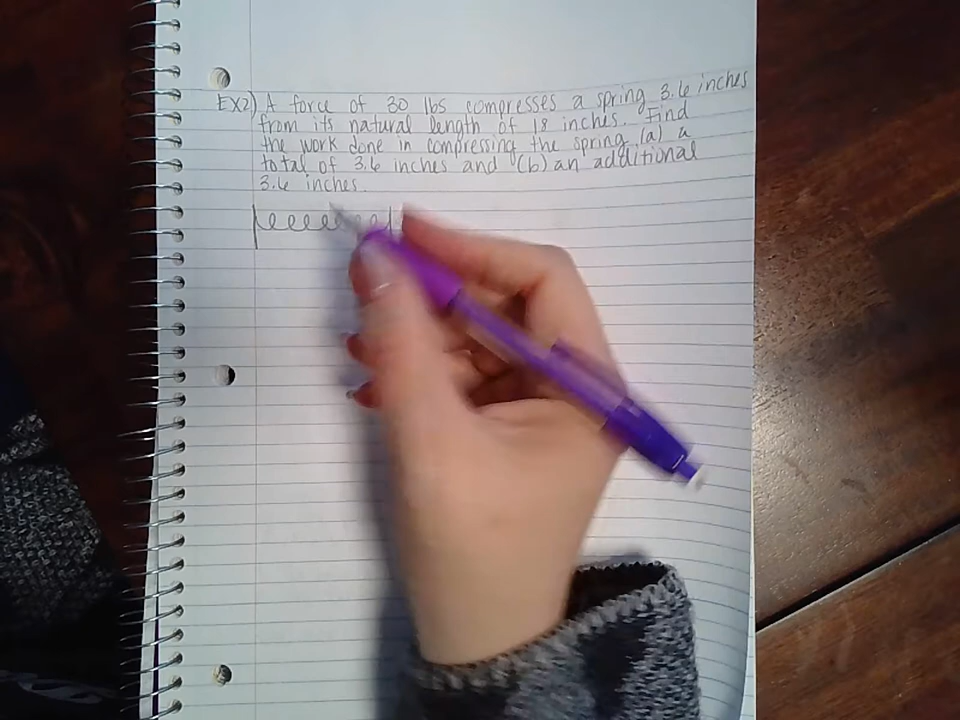 EX2) A force of 30 lbs compresses a spring 3.6 inches
from its natural length of 18 inches. Find
the work done in compressing the spring (a) a
total of 3.6 inches and (b) an additional
3.6 inches.